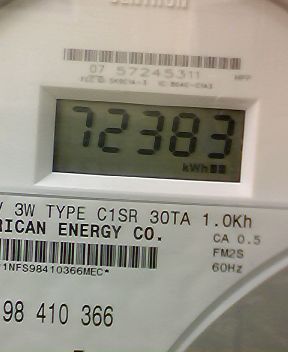 07 57245311
72383
kWh
V 3W TYPE C1SR 30TA 1.0Kh
RICAN ENERGY CO.
CA 0.5
FM2S
60Hz
1NFS98410366MEC*
98 410 366